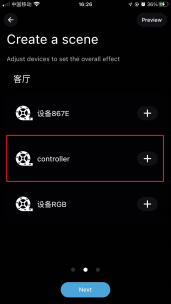 中国移动
16:26
36%
Preview
Create a scene
Adjust devices to set the overall effect
客厅
设备867E
controller
设备RGB
Next